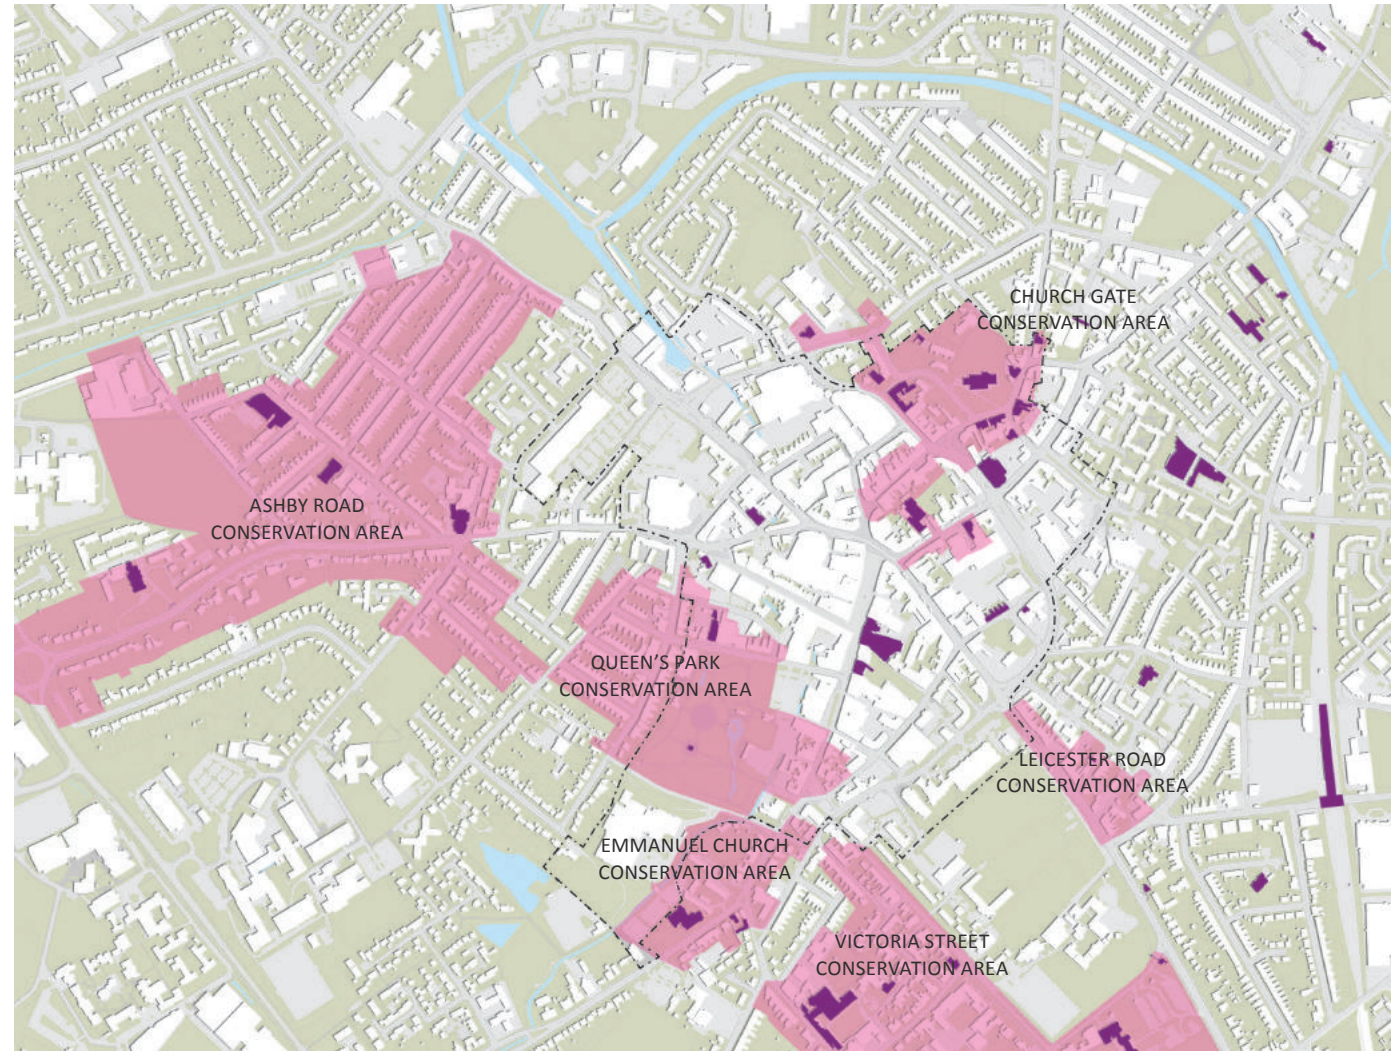 CHURCH GATE
CONSERVATION AREA
ASHBY ROAD
CONSERVATION AREA
QUEEN'S PARK
CONSERVATION AREA
LEICESTER ROAD
CONSERVATION AREA
EMMANUEL CHURCH
CONSERVATION AREA
VICTORIA STREET
CONSERVATION AREA